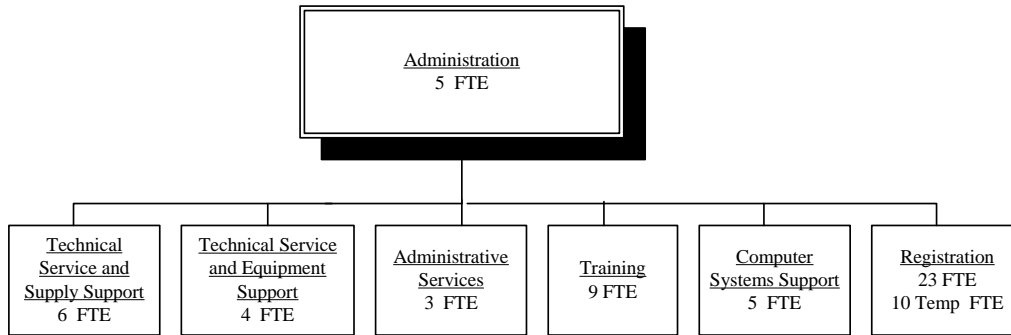 Administration
5 FTE
Technical
Service and
Supply Support
6 FTE
Technical Service
and Equipment
Support
4 FTE
Administrative
Services
3 FTE
Training
9 FTE
Computer
Systems Support
5 FTE
Registration
23 FTE
10 Temp FTE